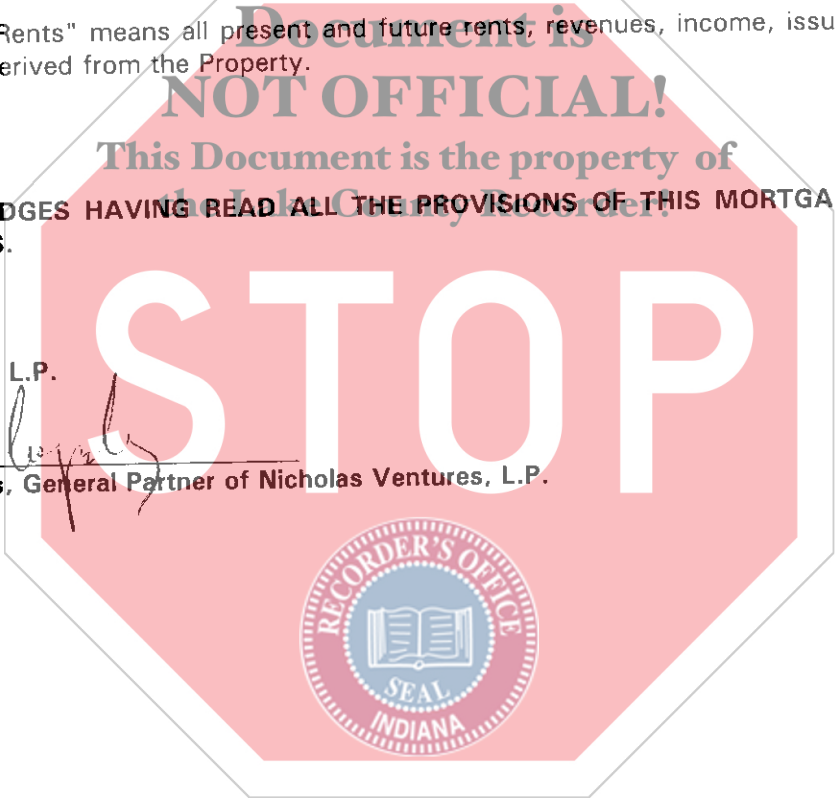 Document is
Rents" means all present and future rents, revenues, income, issu
erived from the Property.
NOT OFFICIAL!
This Document is the property of
the Lake County Recorder!
DGES HAVING READ ALL THE PROVISIONS OF THIS MORTGA
S.
STOP
L.P.
s, General Partner of Nicholas Ventures, L.P.
RECORDER'S OFFICE
SEAL
INDIANA